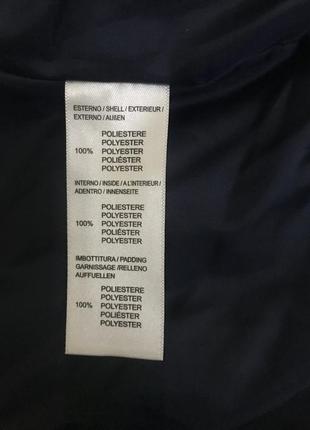 ESTERNO / SHELL / EXTERIEUR /
EXTERNO / AUßEN
POLIESTERE
POLYESTER
100% POLYESTER
POLIÉSTER
POLYESTER
INTERNO / INSIDE / A L'INTERIEUR /
ADENTRO / INNENSEITE
POLIESTERE
POLYESTER
100% POLYESTER
POLIÉSTER
POLYESTER
IMBOTTITURA / PADDING
GARNISSAGE /RELLENO
AUFFUELLEN
POLIESTERE
POLYESTER
100% POLYESTER
POLIÉSTER
POLYESTER